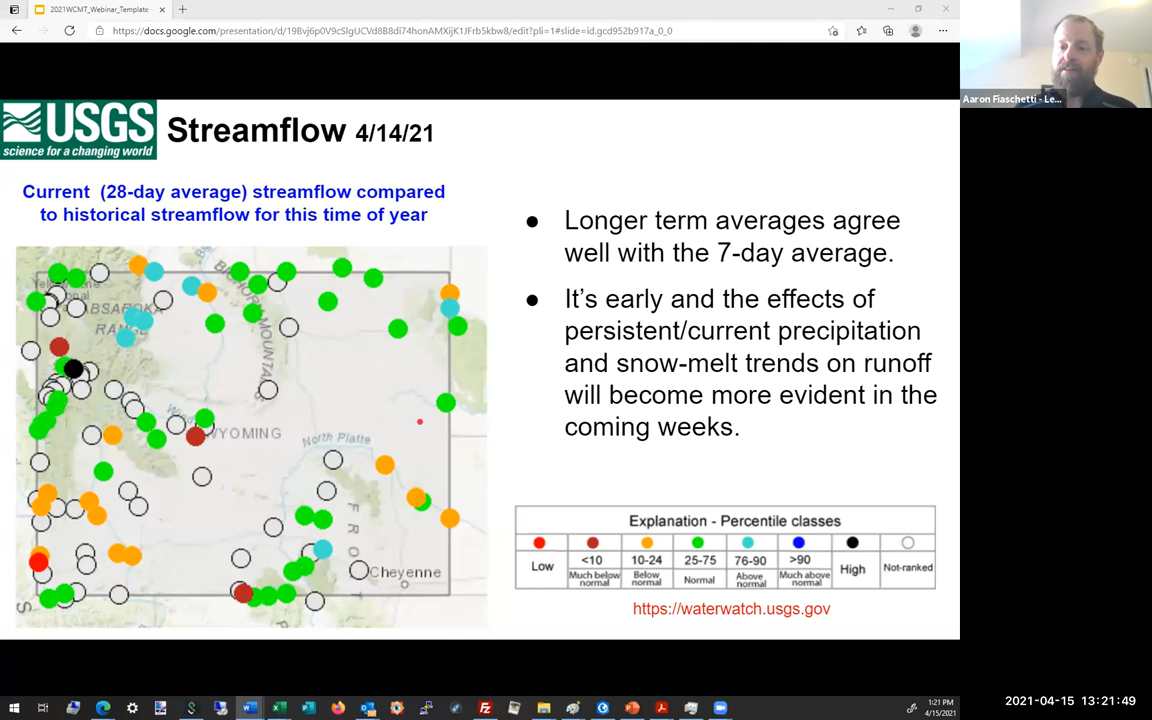 2021WCMT_Webinar_Template
https://docs.google.com/presentation/d/19Bvj6p0V9cSlgUCVd8B8di74honAMXijK1JFrb5kbw8/edit?pli=1#slide=id.gcd952b917a_0_0
Aaron Fiaschetti - Le...
USGS
science for a changing world
Streamflow 4/14/21
Current (28-day average) streamflow compared
to historical streamflow for this time of year
● Longer term averages agree
well with the 7-day average.
● It's early and the effects of
persistent/current precipitation
and snow-melt trends on runoff
will become more evident in the
coming weeks.
ABSAROKA
RANGE
BIGHORN
MOUNTAINS
WYOMING
North Platte
FRONT
Cheyenne
Explanation - Percentile classes
Low
<10
Much below
normal
10-24
Below
normal
25-75
Normal
76-90
Above
normal
>90
Much above
normal
High
Not-ranked
https://waterwatch.usgs.gov
2021-04-15 13:21:49
1:21 PM
4/15/2021